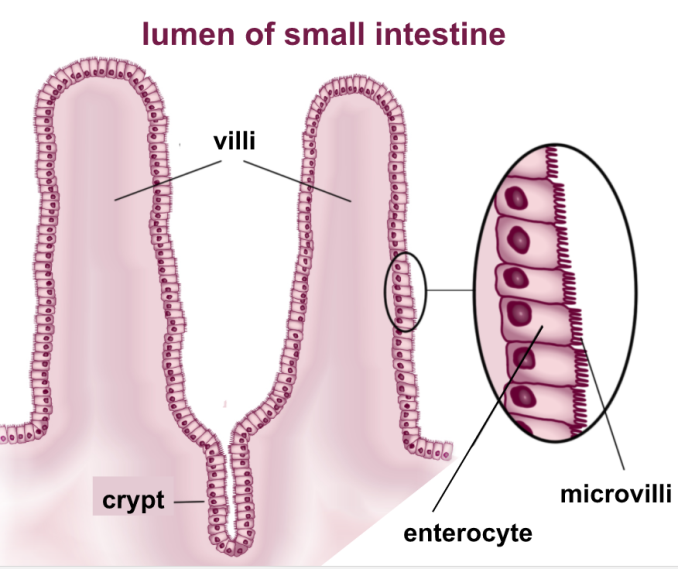 lumen of small intestine
villi
crypt
microvilli
enterocyte